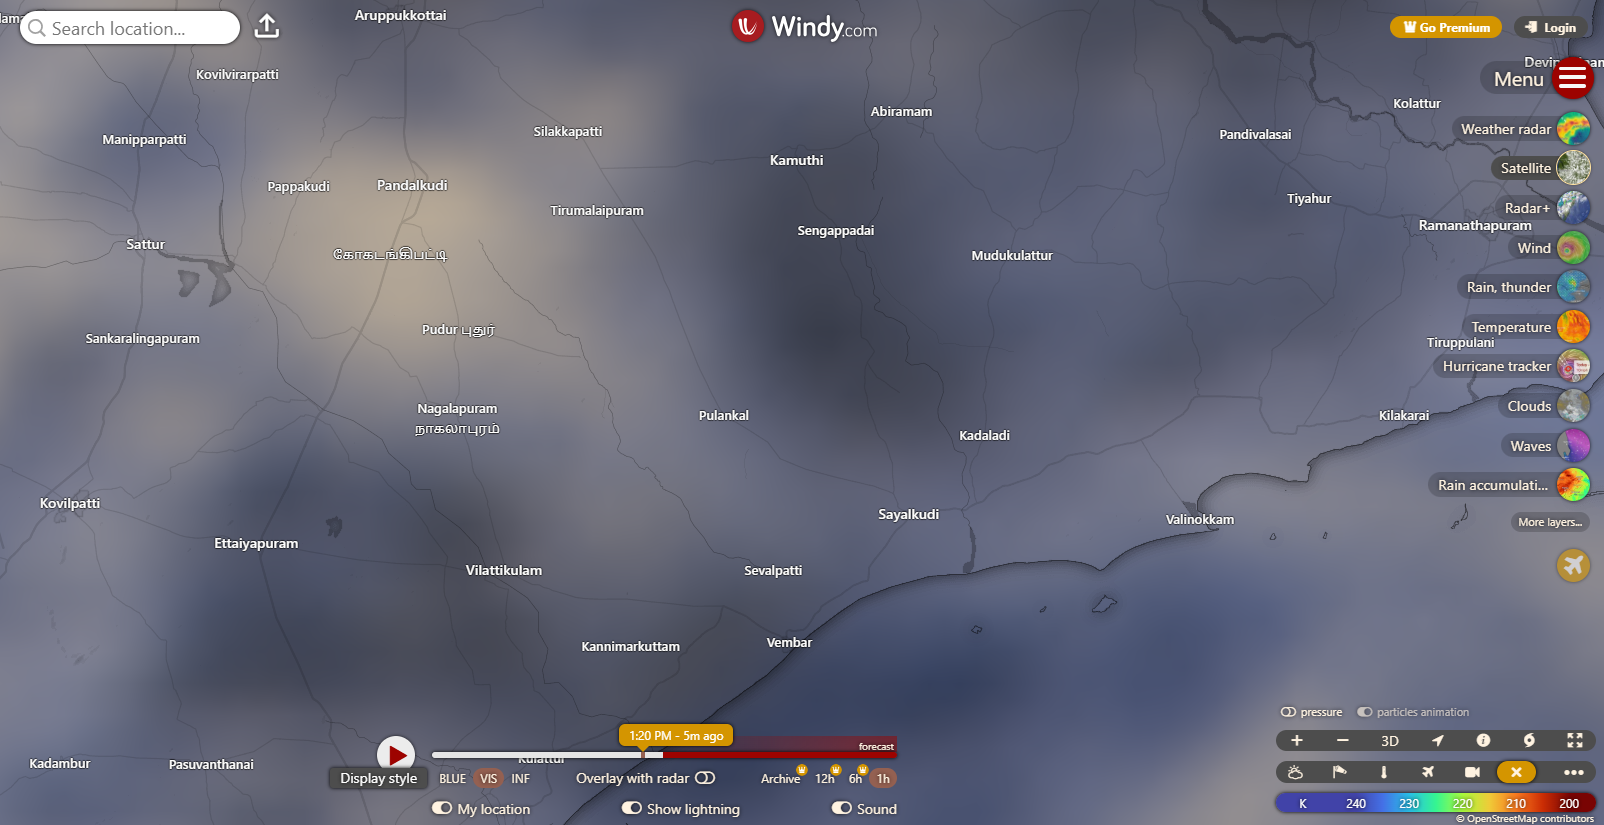 Aruppukkottai
Search location...
Windy.com
Go Premium
Login
Menu
Kovilvirarpatti
Kolattur
Abiramam
Manipparpatti
Silakkapatti
Pandivalasai
Weather radar
Kamuthi
Satellite
Pappakudi
Pandalkudi
Tirumalaipuram
Tiyahur
Radar+
Ramanathapuram
Sengappadai
Sattur
கோகடங்கிபட்டி
Mudukulattur
Wind
Rain, thunder
Pudur புதுர்
Temperature
Sankaralingapuram
Tiruppulani
Hurricane tracker
Nagalapuram
நாகலாபுரம்
Pulankal
Kilakarai
Clouds
Kadaladi
Waves
Rain accumulati...
Kovilpatti
Sayalkudi
Valinokkam
More layers...
Ettaiyapuram
Vilattikulam
Sevalpatti
Kannimarkuttam
Vembar
pressure
particles animation
1:20 PM - 5m ago
forecast
3D
Kadambur
Pasuvanthanai
Kulattur
Display style
BLUE VIS INF
Overlay with radar
Archive 12h 6h 1h
My location
Show lightning
Sound
K 240 230 220 210 200
© OpenStreetMap contributors